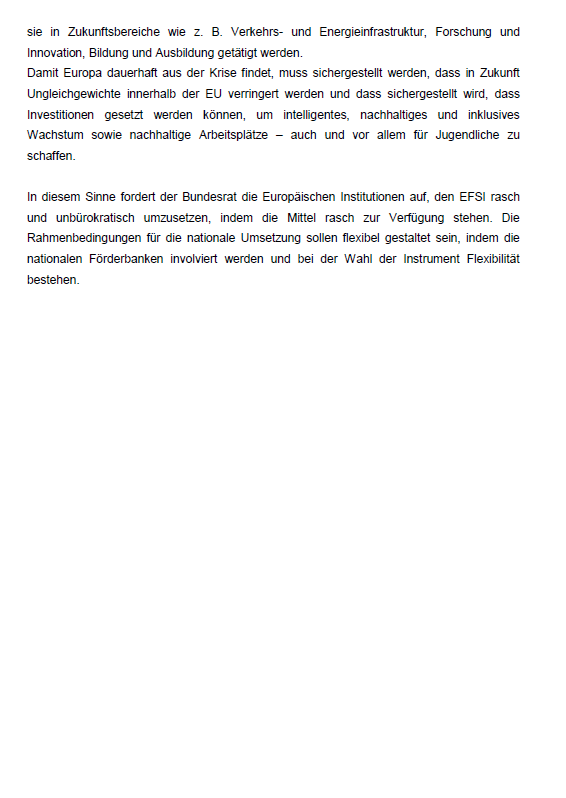 sie in Zukunftsbereiche wie z. B. Verkehrs- und Energieinfrastruktur, Forschung und
Innovation, Bildung und Ausbildung getätigt werden.
Damit Europa dauerhaft aus der Krise findet, muss sichergestellt werden, dass in Zukunft
Ungleichgewichte innerhalb der EU verringert werden und dass sichergestellt wird, dass
Investitionen gesetzt werden können, um intelligentes, nachhaltiges und inklusives
Wachstum sowie nachhaltige Arbeitsplätze – auch und vor allem für Jugendliche zu
schaffen.
In diesem Sinne fordert der Bundesrat die Europäischen Institutionen auf, den EFSI rasch
und unbürokratisch umzusetzen, indem die Mittel rasch zur Verfügung stehen. Die
Rahmenbedingungen für die nationale Umsetzung sollen flexibel gestaltet sein, indem die
nationalen Förderbanken involviert werden und bei der Wahl der Instrument Flexibilität
bestehen.